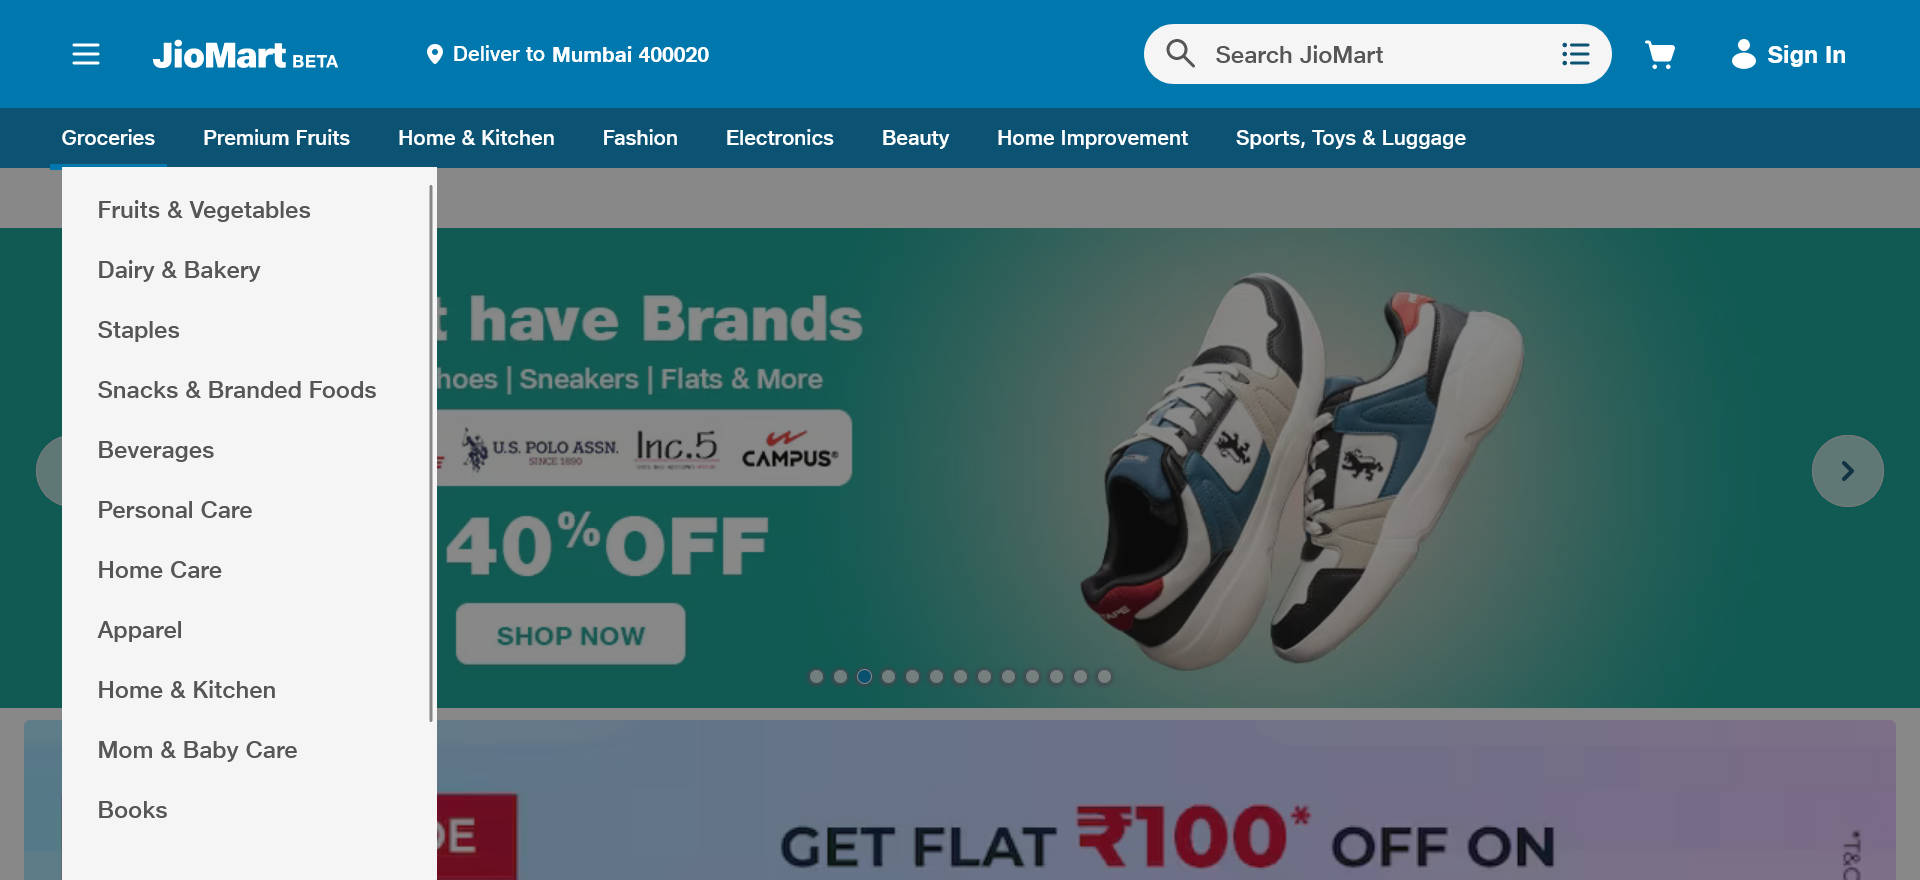 JioMart BETA
Deliver to Mumbai 400020
Search JioMart
Sign In
Groceries
Premium Fruits
Home & Kitchen
Fashion
Electronics
Beauty
Home Improvement
Sports, Toys & Luggage
Fruits & Vegetables
Dairy & Bakery
Staples
Snacks & Branded Foods
Beverages
Personal Care
Home Care
Apparel
Home & Kitchen
Mom & Baby Care
Books
have Brands
| Sneakers | Flats & More
U.S. POLO ASSN.
SINCE 1890
Inc.5
CAMPUS®
40%OFF
SHOP NOW
GET FLAT ₹100* OFF ON
*T&C